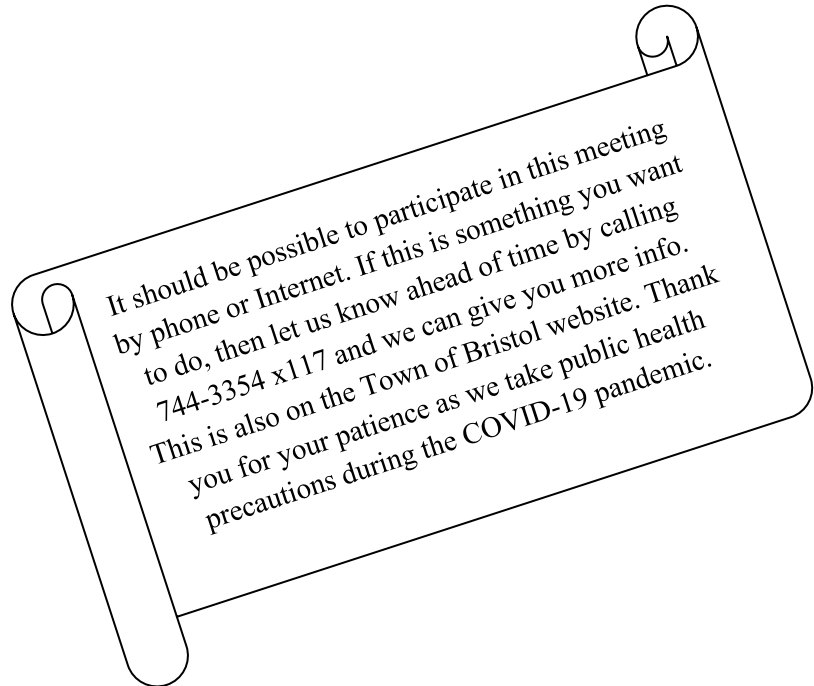 It should be possible to participate in this meeting
by phone or Internet. If this is something you want
to do, then let us know ahead of time by calling
744-3354 x117 and we can give you more info.
This is also on the Town of Bristol website. Thank
you for your patience as we take public health
precautions during the COVID-19 pandemic.